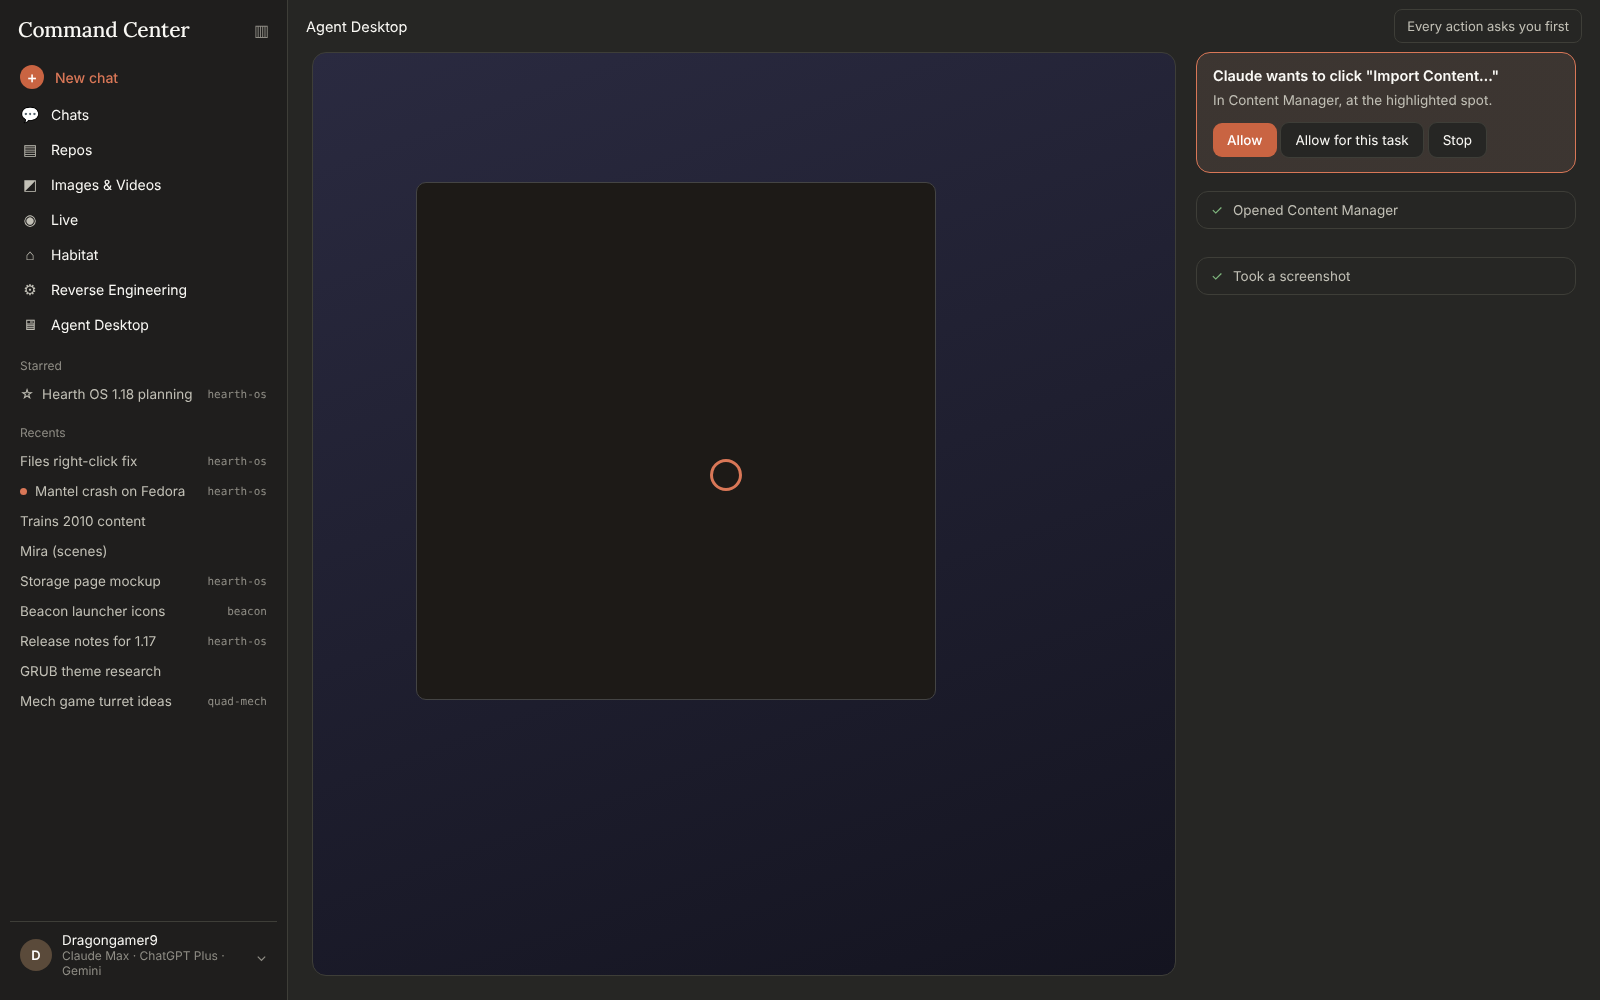 Command Center
New chat
Chats
Repos
Images & Videos
Live
Habitat
Reverse Engineering
Agent Desktop
Starred
Hearth OS 1.18 planning hearth-os
Recents
Files right-click fix hearth-os
Mantel crash on Fedora hearth-os
Trains 2010 content
Mira (scenes)
Storage page mockup hearth-os
Beacon launcher icons beacon
Release notes for 1.17 hearth-os
GRUB theme research
Mech game turret ideas quad-mech
D
Dragongamer9
Claude Max · ChatGPT Plus ·
Gemini
Agent Desktop
Every action asks you first
Claude wants to click "Import Content..."
In Content Manager, at the highlighted spot.
Allow Allow for this task Stop
Opened Content Manager
Took a screenshot